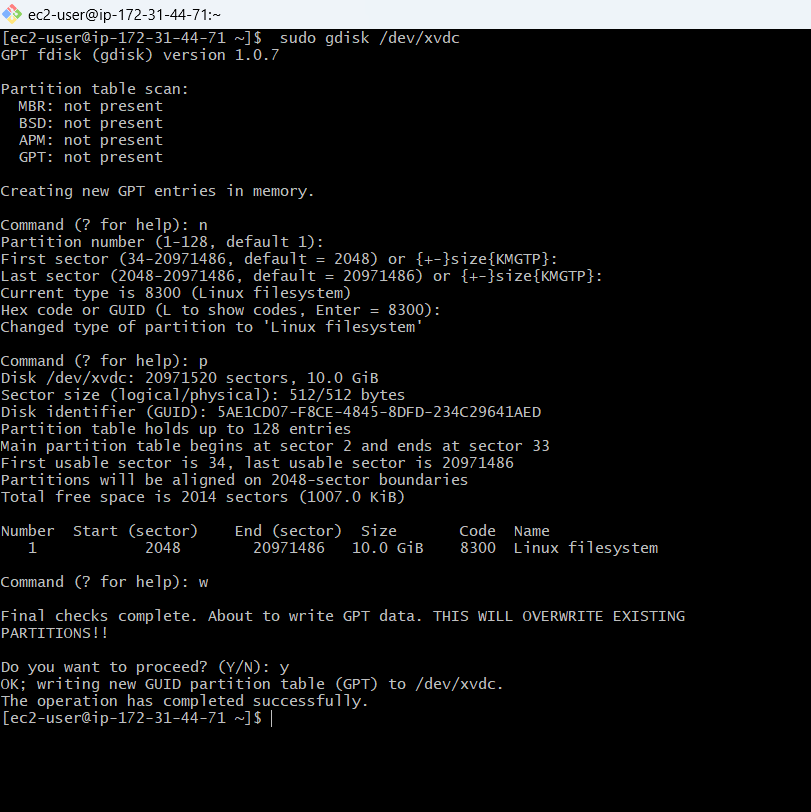 ec2-user@ip-172-31-44-71:~
[ec2-user@ip-172-31-44-71 ~]$  sudo gdisk /dev/xvdc
GPT fdisk (gdisk) version 1.0.7
Partition table scan:
  MBR: not present
  BSD: not present
  APM: not present
  GPT: not present
Creating new GPT entries in memory.
Command (? for help): n
Partition number (1-128, default 1):
First sector (34-20971486, default = 2048) or {+-}size{KMGTP}:
Last sector (2048-20971486, default = 20971486) or {+-}size{KMGTP}:
Current type is 8300 (Linux filesystem)
Hex code or GUID (L to show codes, Enter = 8300):
Changed type of partition to 'Linux filesystem'
Command (? for help): p
Disk /dev/xvdc: 20971520 sectors, 10.0 GiB
Sector size (logical/physical): 512/512 bytes
Disk identifier (GUID): 5AE1CD07-F8CE-4845-8DFD-234C29641AED
Partition table holds up to 128 entries
Main partition table begins at sector 2 and ends at sector 33
First usable sector is 34, last usable sector is 20971486
Partitions will be aligned on 2048-sector boundaries
Total free space is 2014 sectors (1007.0 KiB)
Number  Start (sector)    End (sector)  Size       Code  Name
   1            2048        20971486   10.0 GiB    8300  Linux filesystem
Command (? for help): w
Final checks complete. About to write GPT data. THIS WILL OVERWRITE EXISTING
PARTITIONS!!
Do you want to proceed? (Y/N): y
OK; writing new GUID partition table (GPT) to /dev/xvdc.
The operation has completed successfully.
[ec2-user@ip-172-31-44-71 ~]$